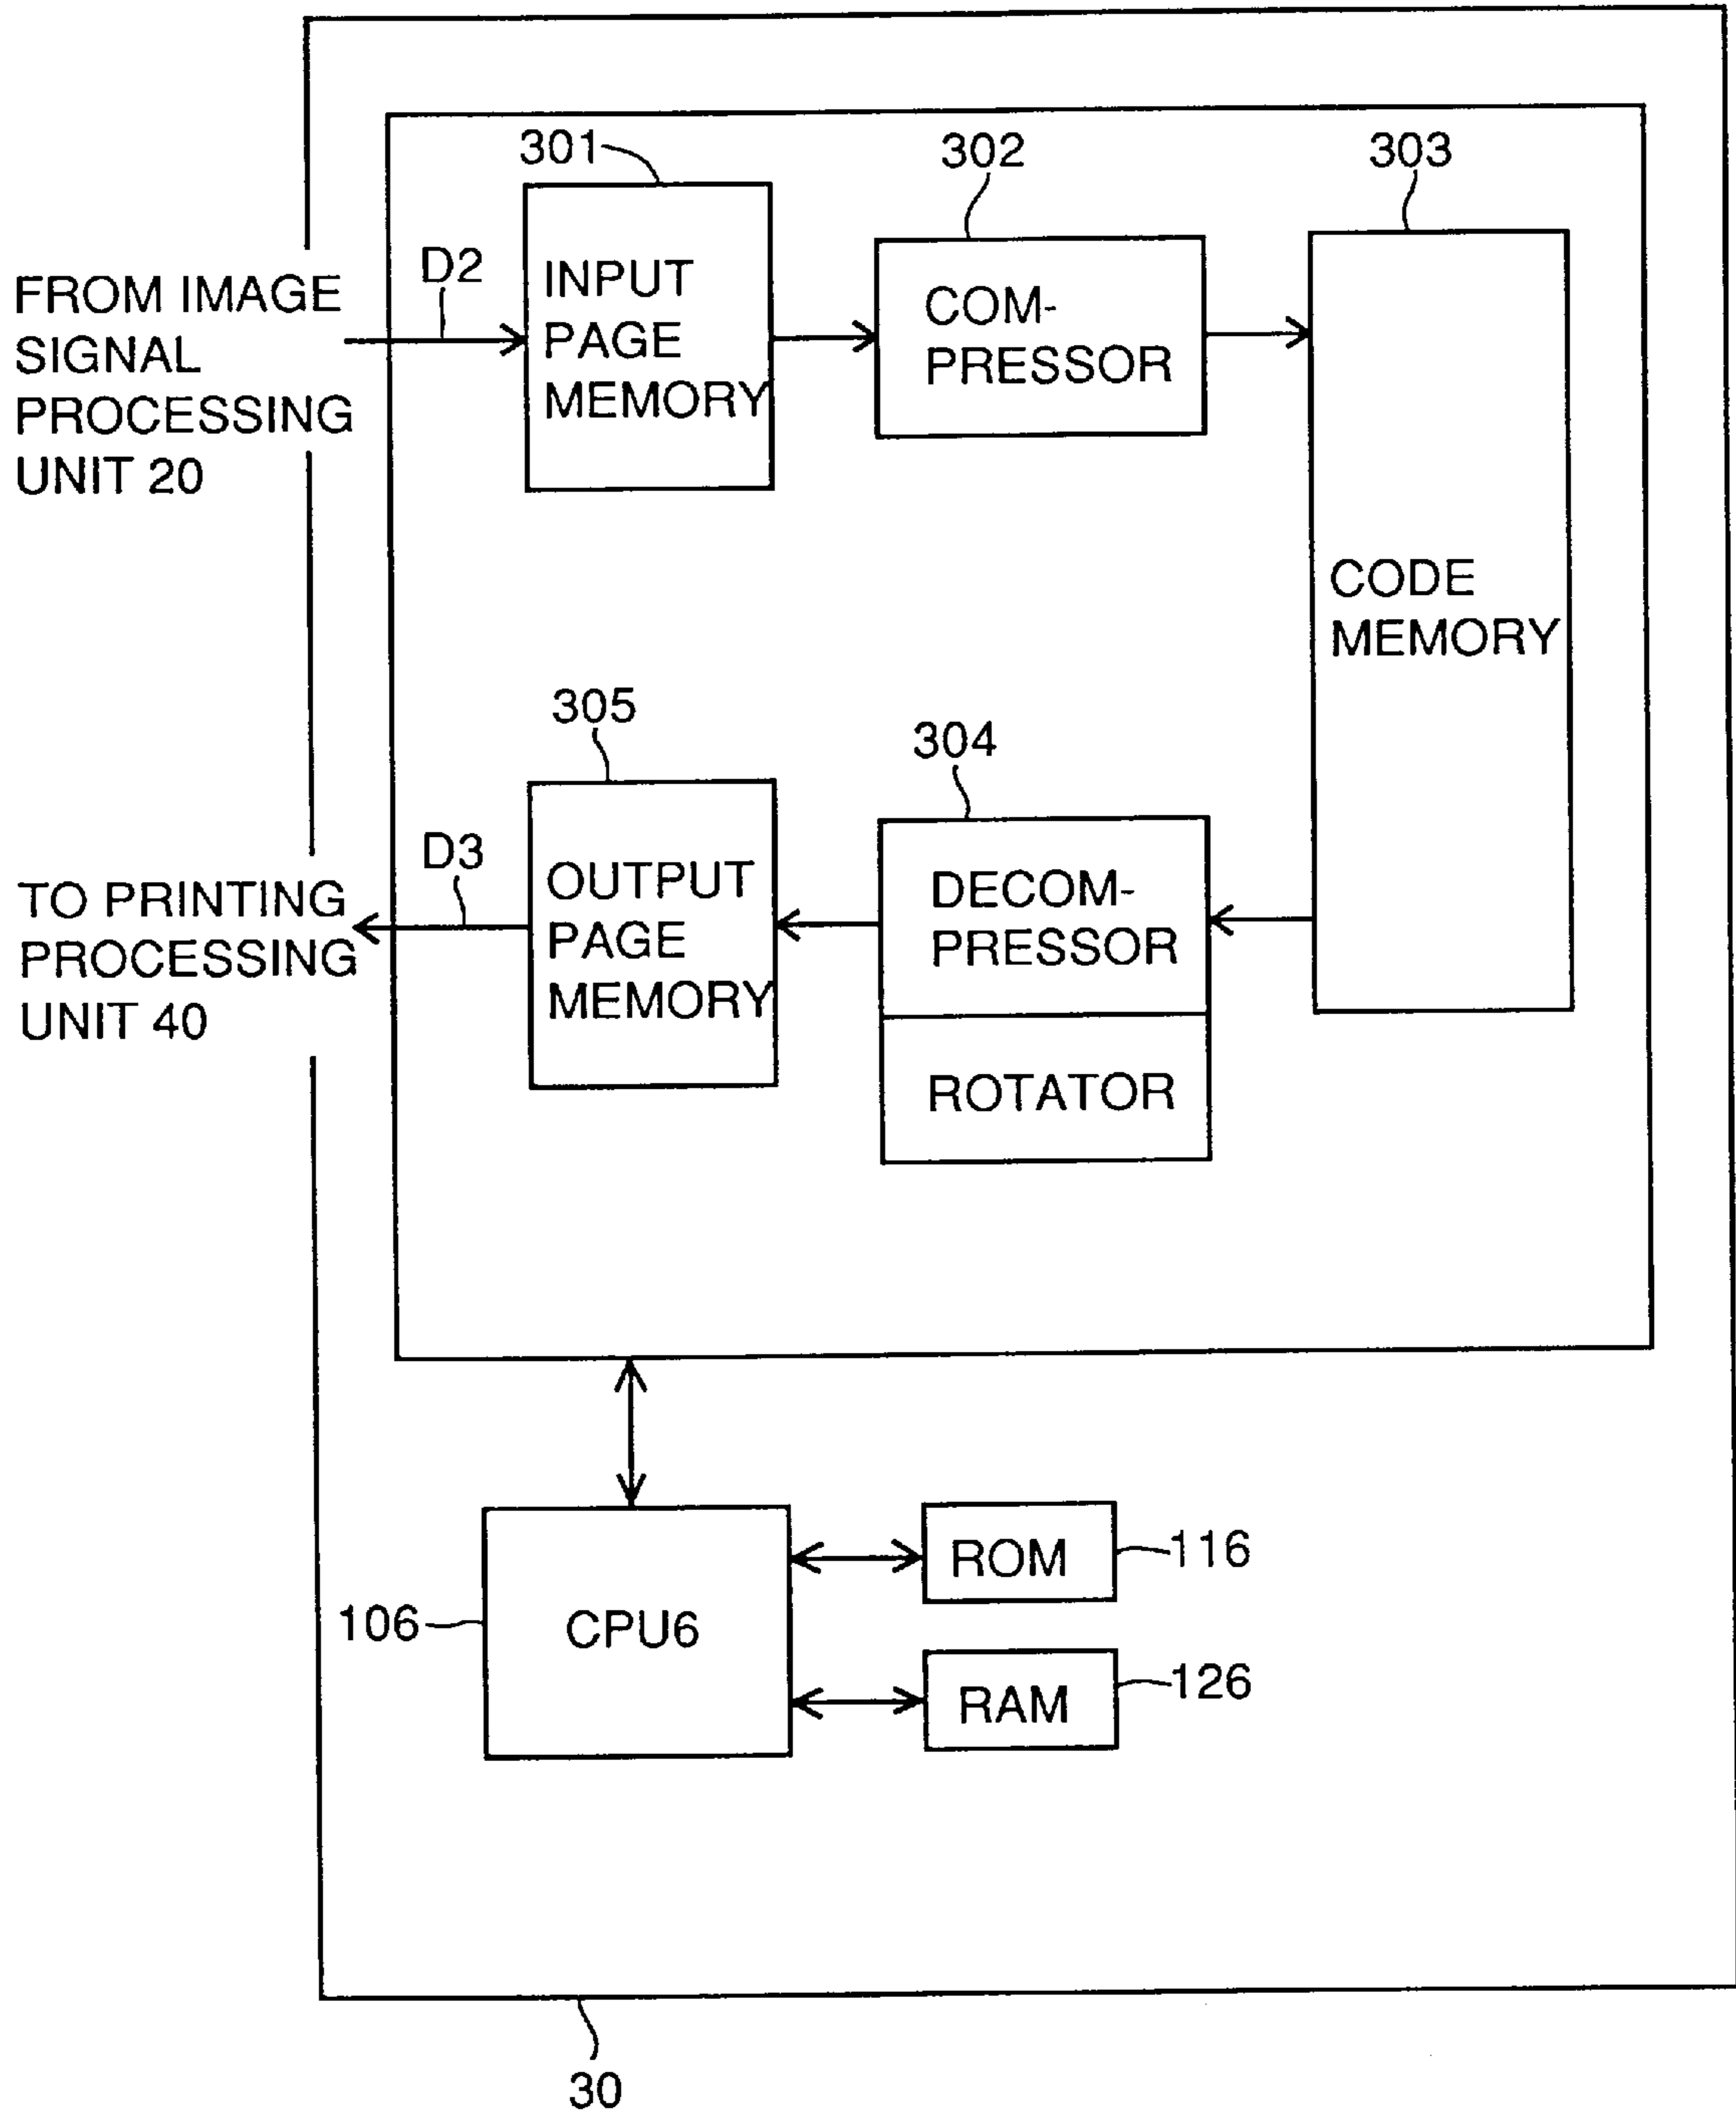 301
302
303
D2
FROM IMAGE
SIGNAL
PROCESSING
UNIT 20
INPUT
PAGE
MEMORY
COM-
PRESSOR
CODE
MEMORY
305
304
D3
TO PRINTING
PROCESSING
UNIT 40
OUTPUT
PAGE
MEMORY
DECOM-
PRESSOR
ROTATOR
106
CPU6
ROM
116
RAM
126
30